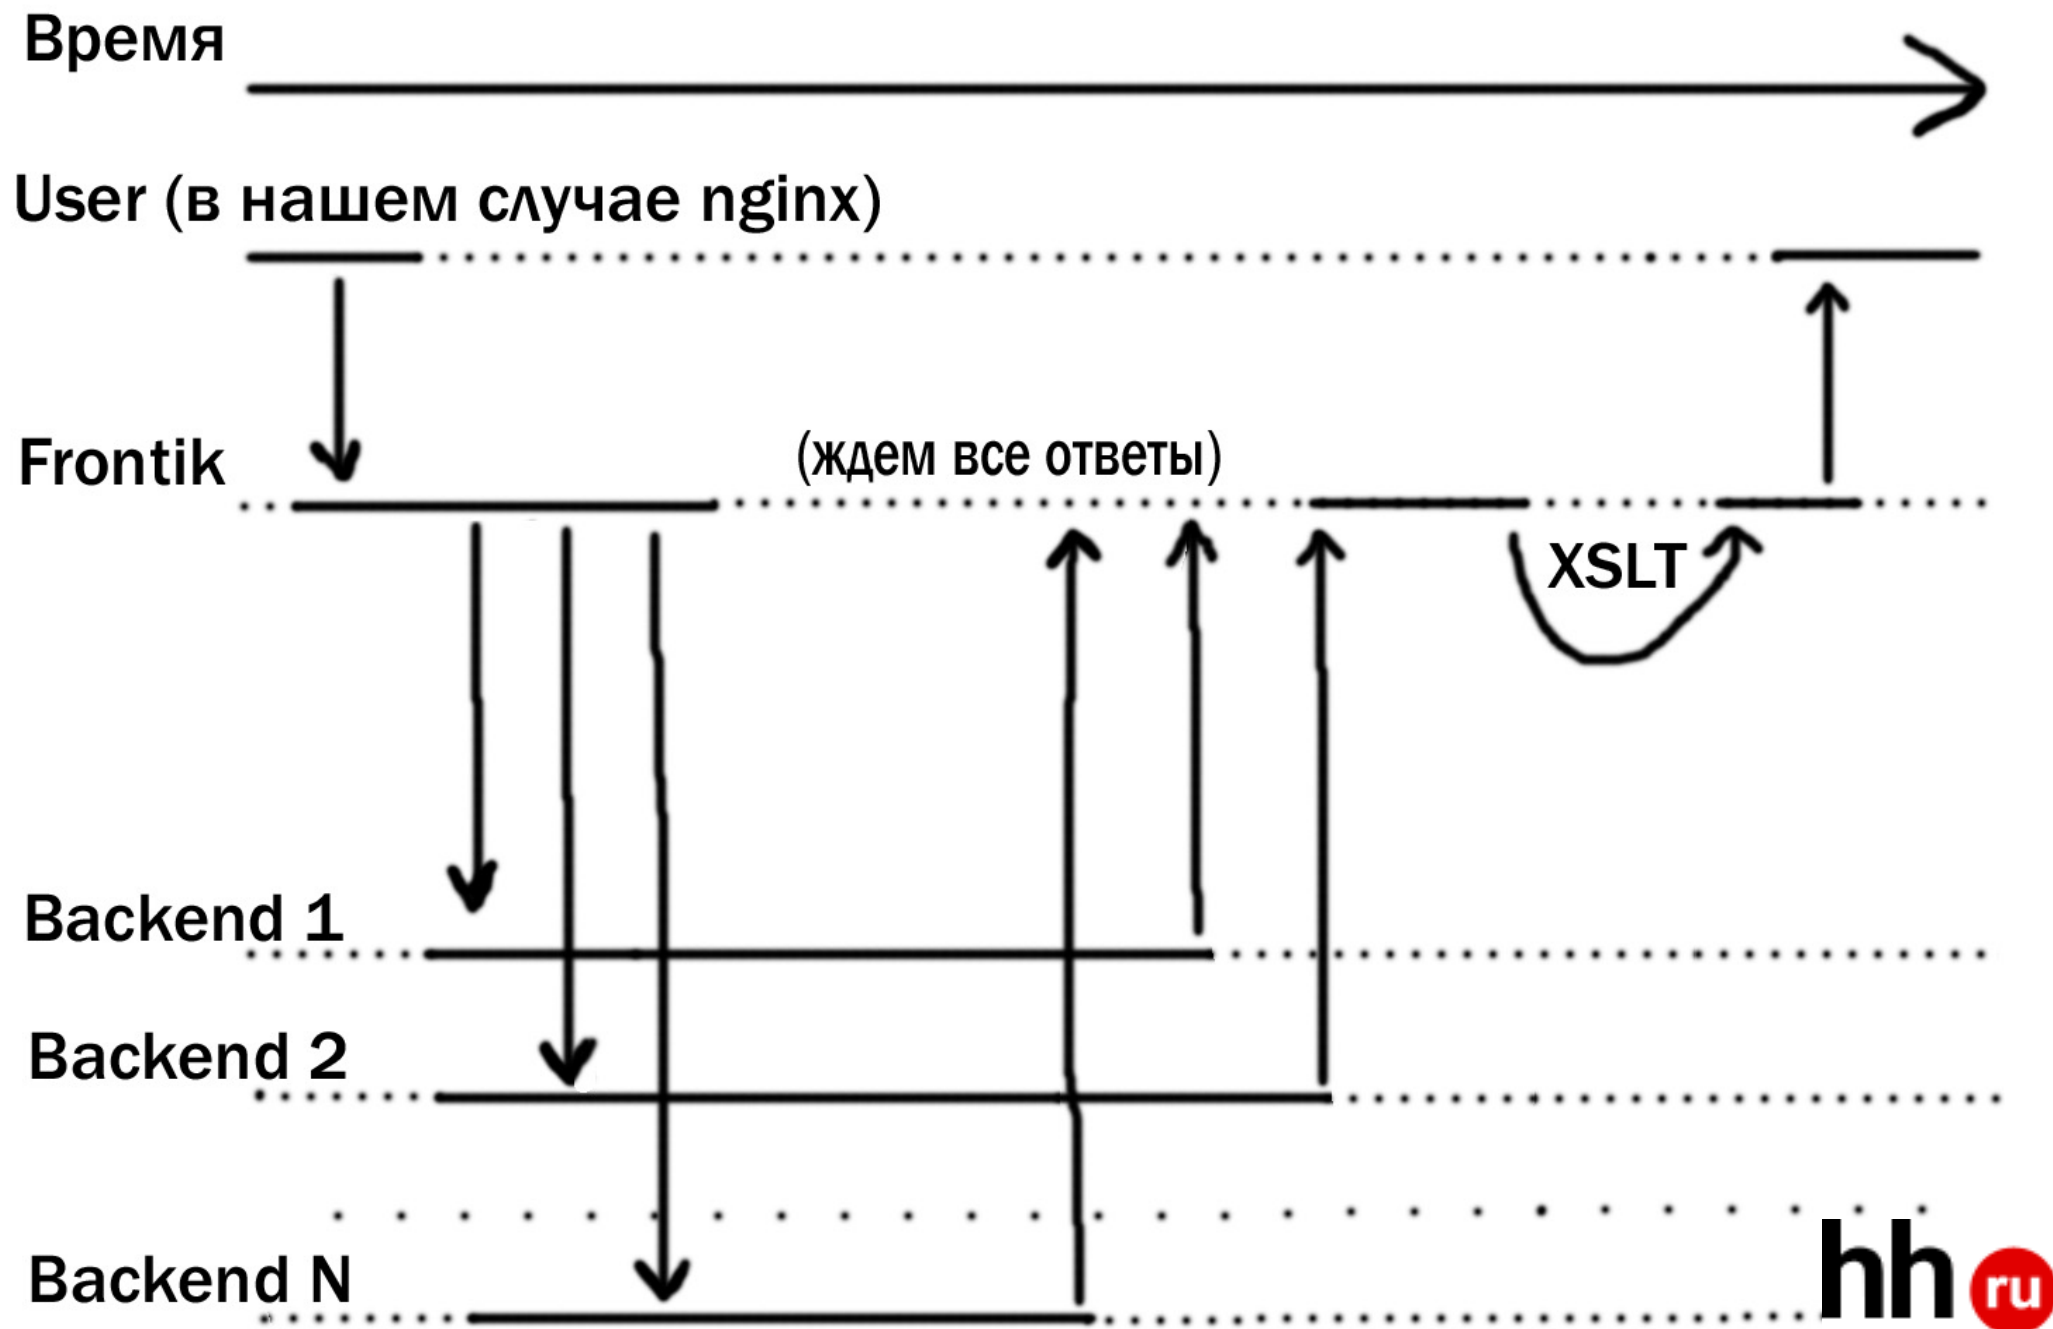 Время
User (в нашем случае nginx)
Frontik
(ждем все ответы)
XSLT
Backend 1
Backend 2
Backend N
hh ru